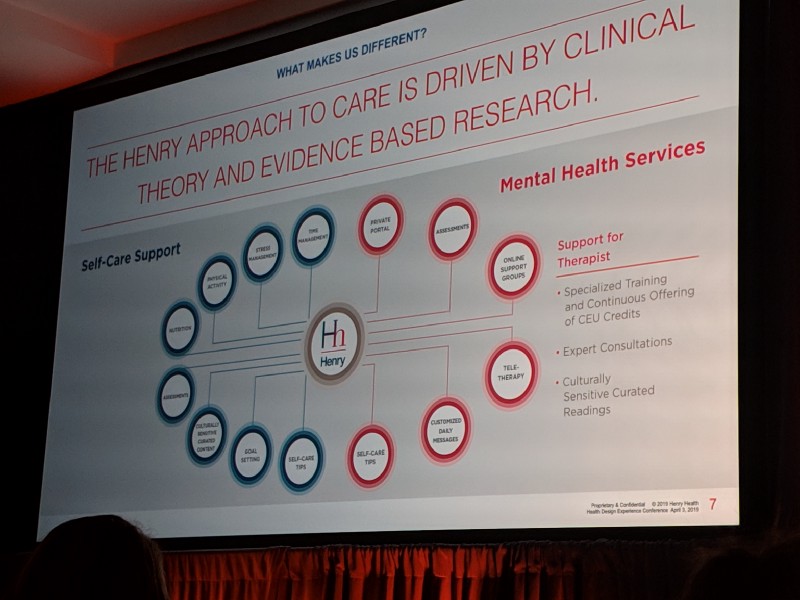 WHAT MAKES US DIFFERENT?
THE HENRY APPROACH TO CARE IS DRIVEN BY CLINICAL
THEORY AND EVIDENCE BASED RESEARCH.
Self-Care Support
TIME
MANAGEMENT
STRESS
MANAGEMENT
PHYSICAL
ACTIVITY
NUTRITION
ASSESSMENTS
CULTURALLY
SENSITIVE
CURATED
CONTENT
GOAL
SETTING
SELF-CARE
TIPS
Hh
Henry
Mental Health Services
PRIVATE
PORTAL
ASSESSMENTS
ONLINE
SUPPORT
GROUPS
TELE-
THERAPY
CUSTOMIZED
DAILY
MESSAGES
SELF-CARE
TIPS
Support for
Therapist
• Specialized Training
and Continuous Offering
of CEU Credits
• Expert Consultations
• Culturally
Sensitive Curated
Readings
Proprietary & Confidential © 2019 Henry Health
Health Design Experience Conference April 3, 2019
7